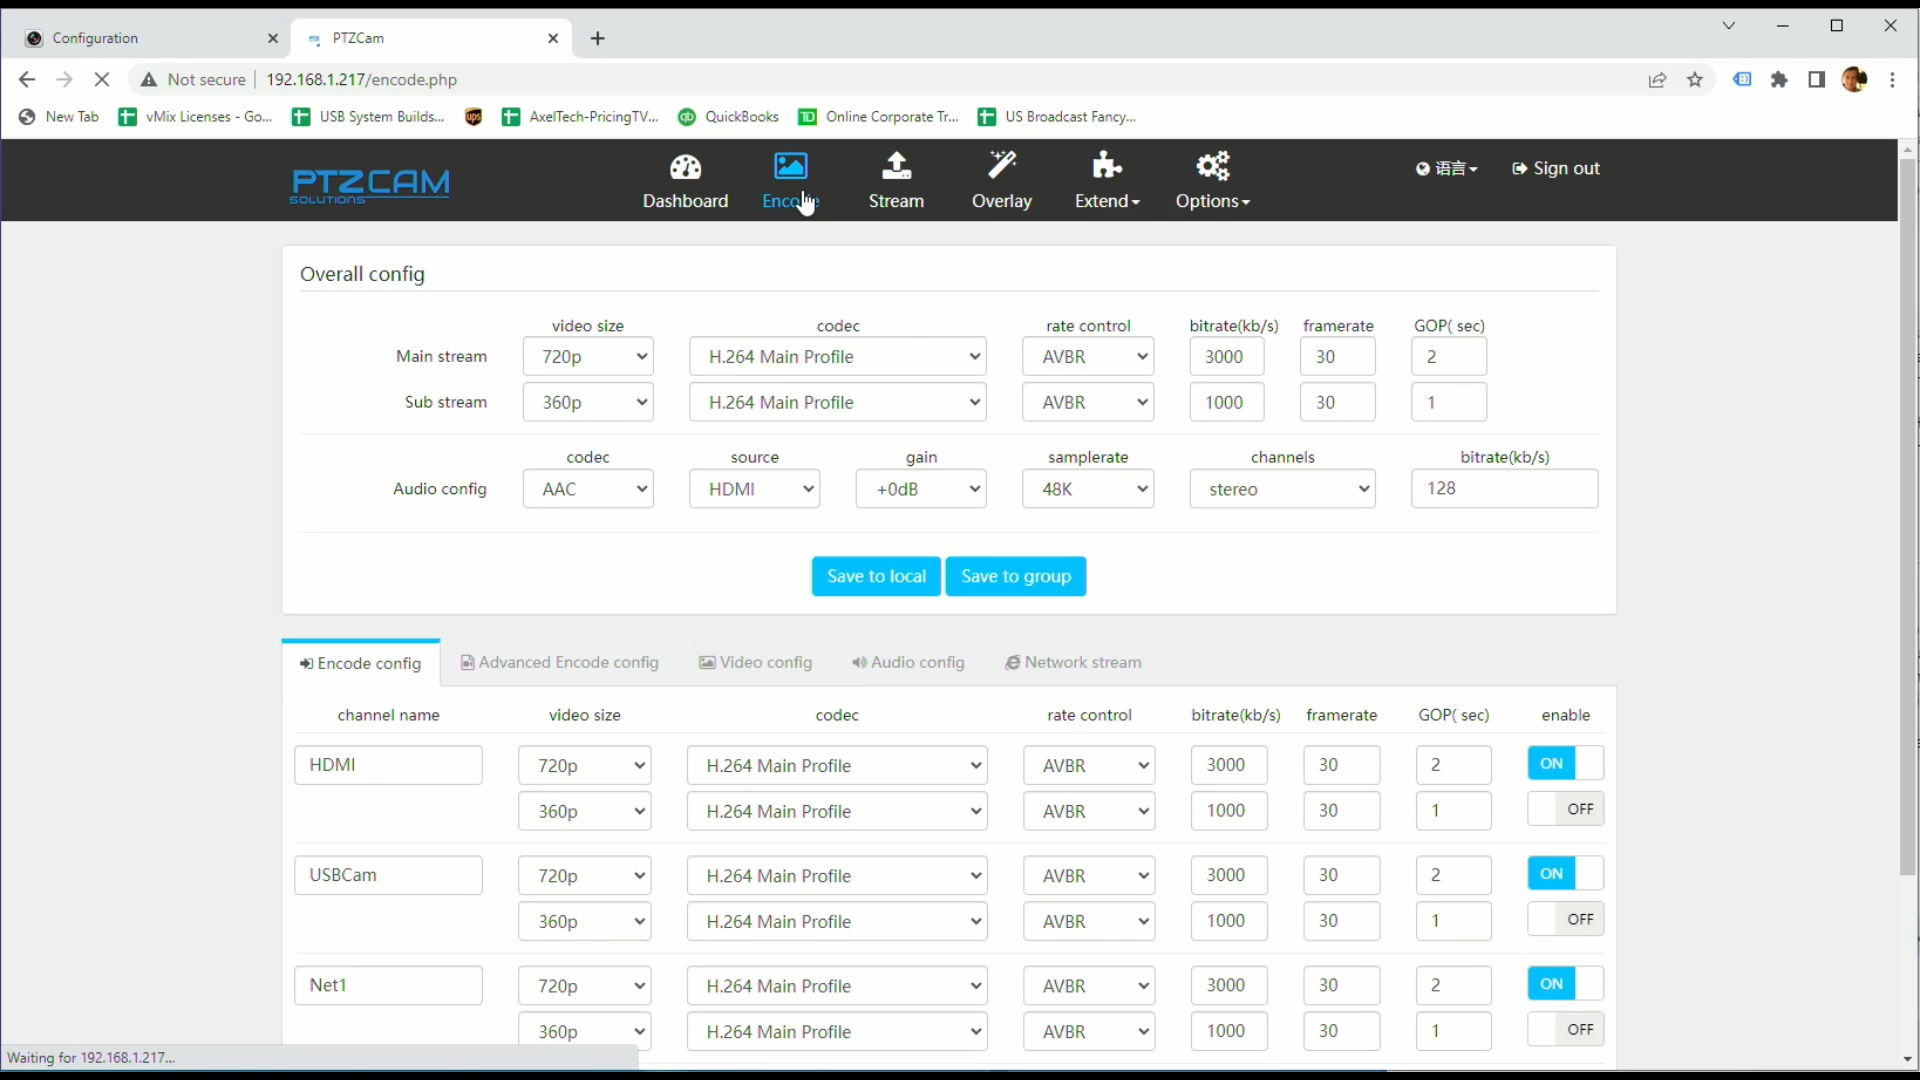 Configuration
PTZCam
Not secure
192.168.1.217/encode.php
New Tab
vMix Licenses - Go...
USB System Builds...
ups
AxelTech-PricingTV...
qb QuickBooks
TD Online Corporate Tr...
US Broadcast Fancy...
PTZCAM
SOLUTIONS
Dashboard
Stream
Overlay
Extend
Options
语言
Sign out
Overall config
video size codec rate control bitrate(kb/s) framerate GOP( sec)
Main stream 720p H.264 Main Profile AVBR 3000 30 2
Sub stream 360p H.264 Main Profile AVBR 1000 30 1
codec source gain samplerate channels bitrate(kb/s)
Audio config AAC HDMI +0dB 48K stereo 128
Save to local Save to group
Encode config Advanced Encode config Video config Audio config Network stream
channel name video size codec rate control bitrate(kb/s) framerate GOP( sec) enable
HDMI 720p H.264 Main Profile AVBR 3000 30 2 ON
360p H.264 Main Profile AVBR 1000 30 1 OFF
USBCam 720p H.264 Main Profile AVBR 3000 30 2 ON
360p H.264 Main Profile AVBR 1000 30 1 OFF
Net1 720p H.264 Main Profile AVBR 3000 30 2 ON
360p H.264 Main Profile AVBR 1000 30 1 OFF
Waiting for 192.168.1.217...